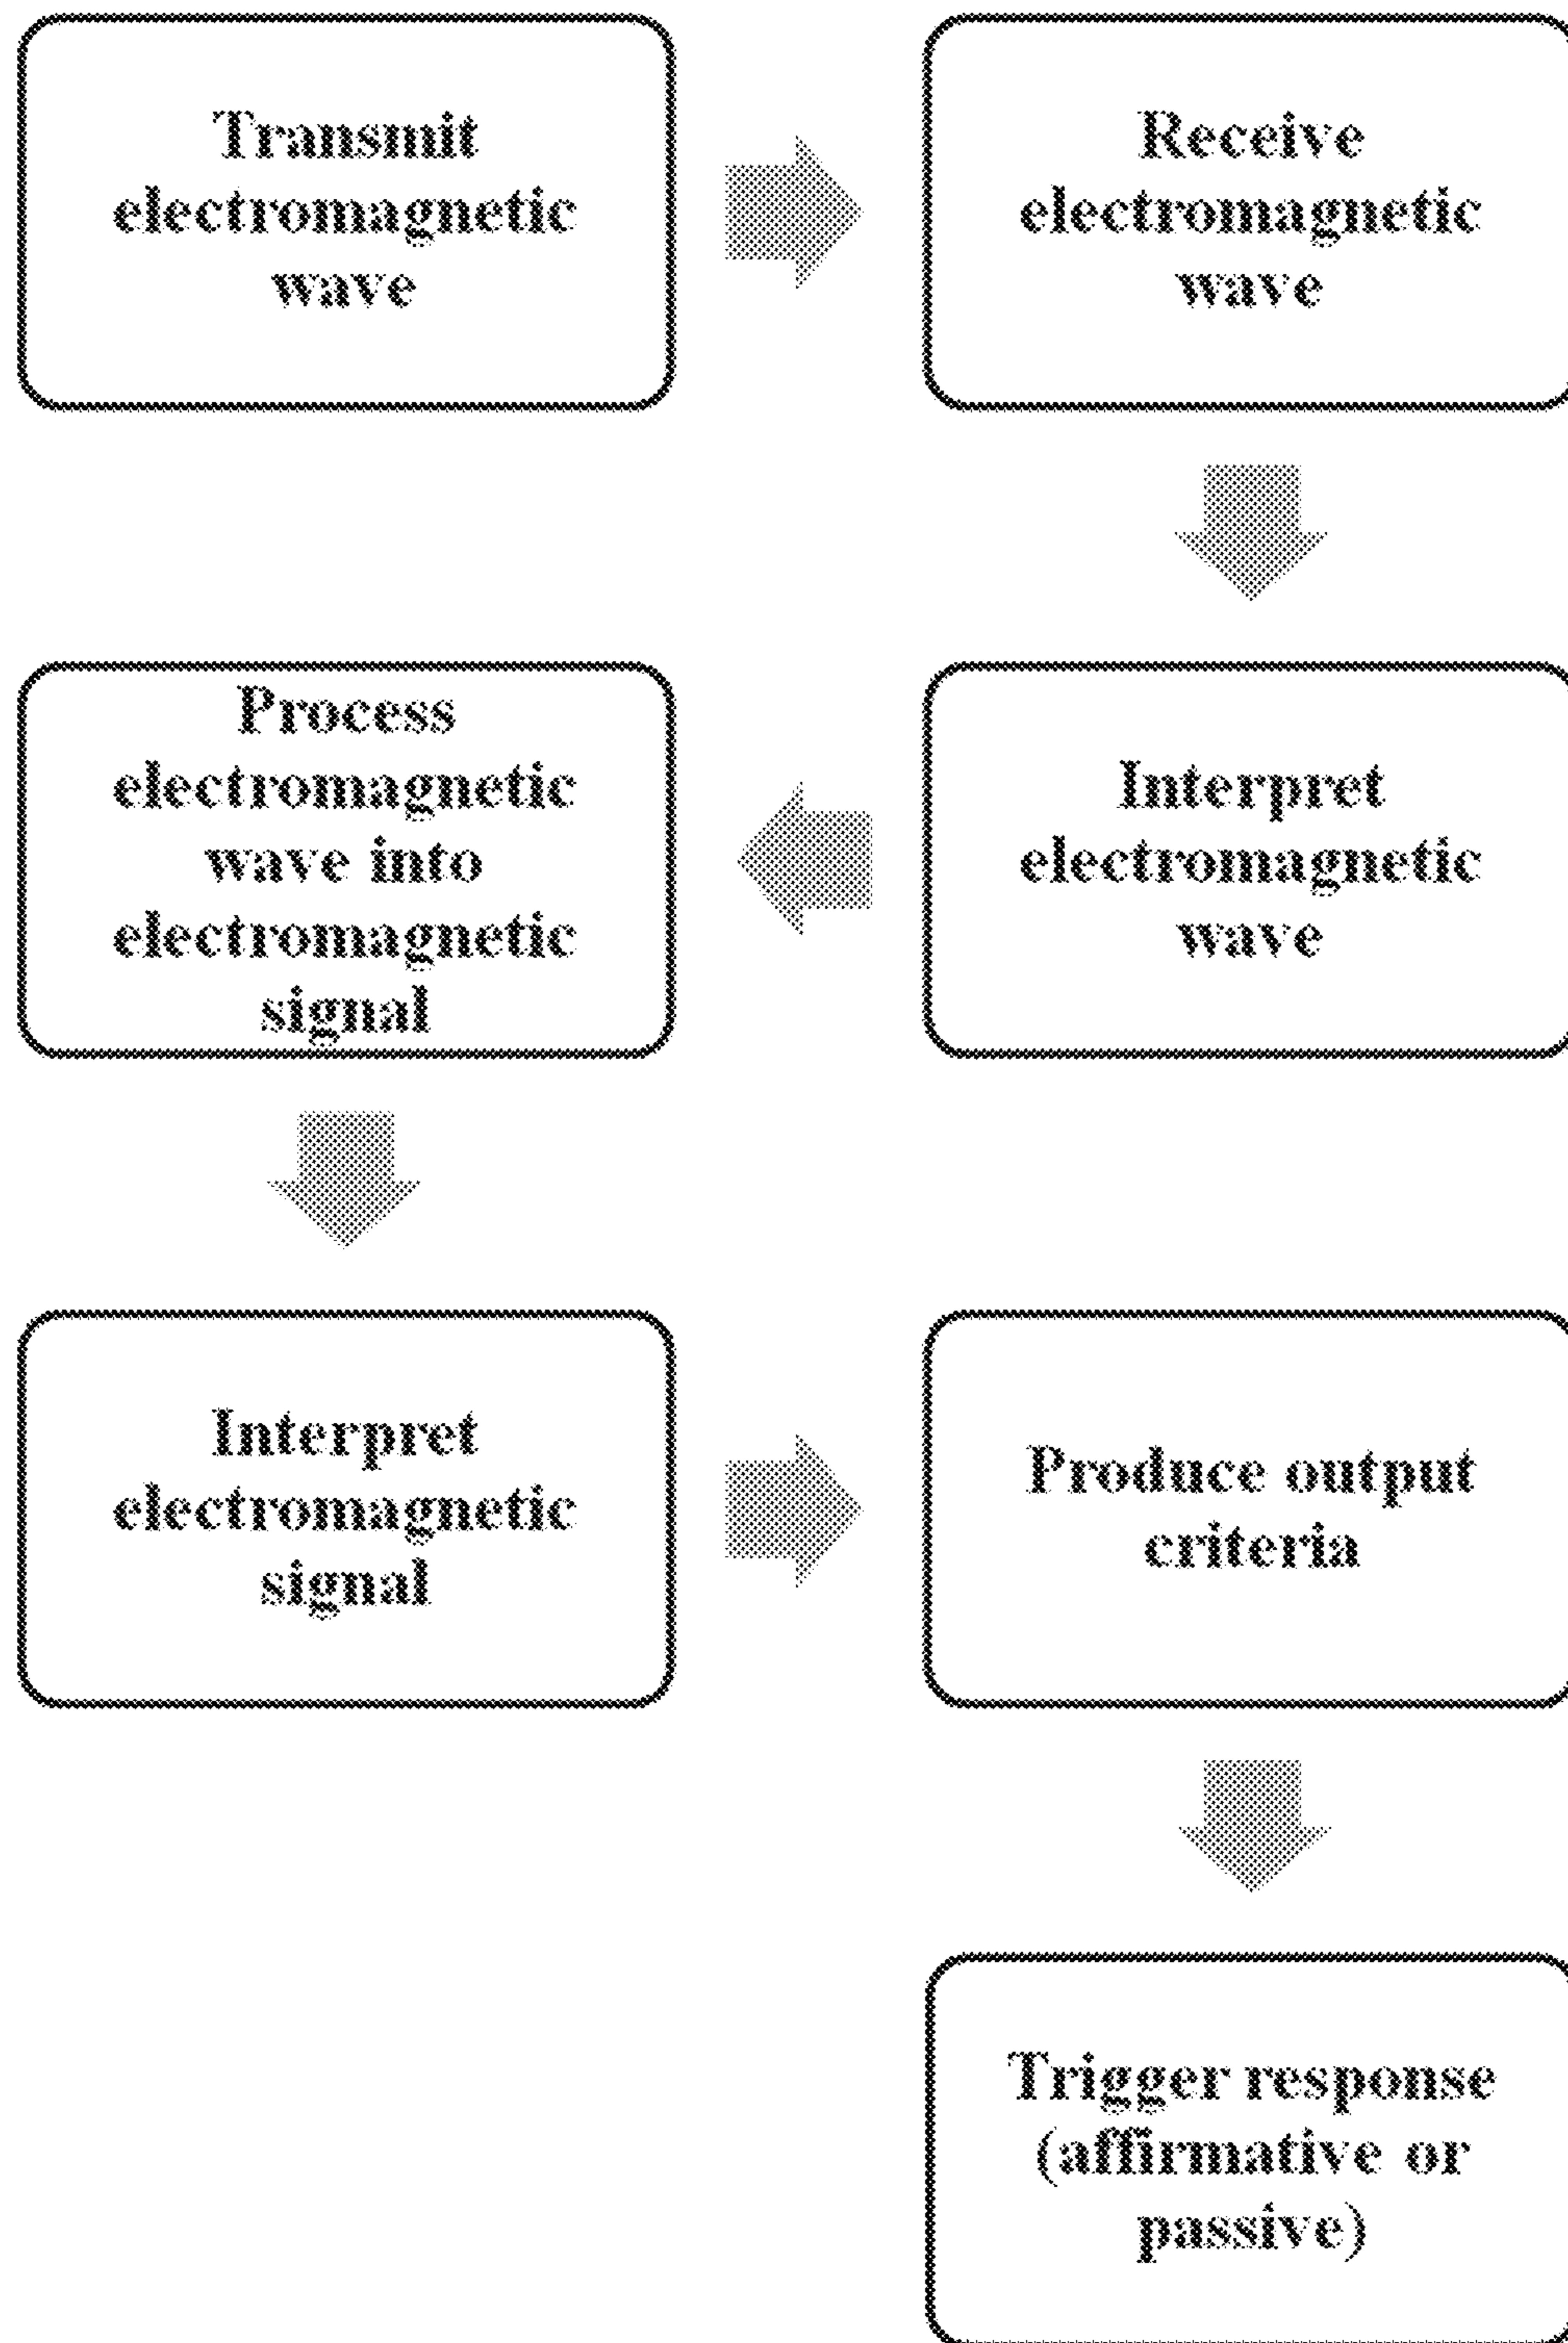 Transmit
electromagnetic
wave
Receive
electromagnetic
wave
Interpret
electromagnetic
wave
Process
electromagnetic
wave into
electromagnetic
signal
Interpret
electromagnetic
signal
Produce output
criteria
Trigger response
(affirmative or
passive)